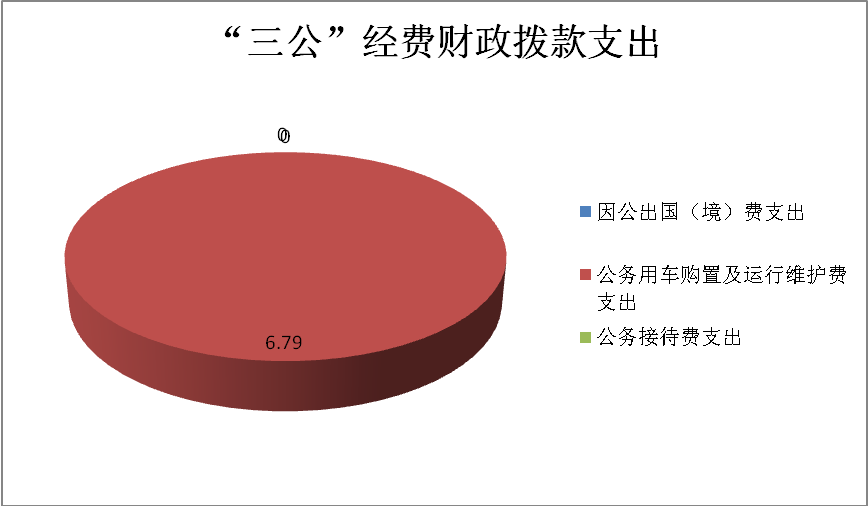 “三公”经费财政拨款支出
0
0
6.79
因公出国（境）费支出
公务用车购置及运行维护费
支出
公务接待费支出